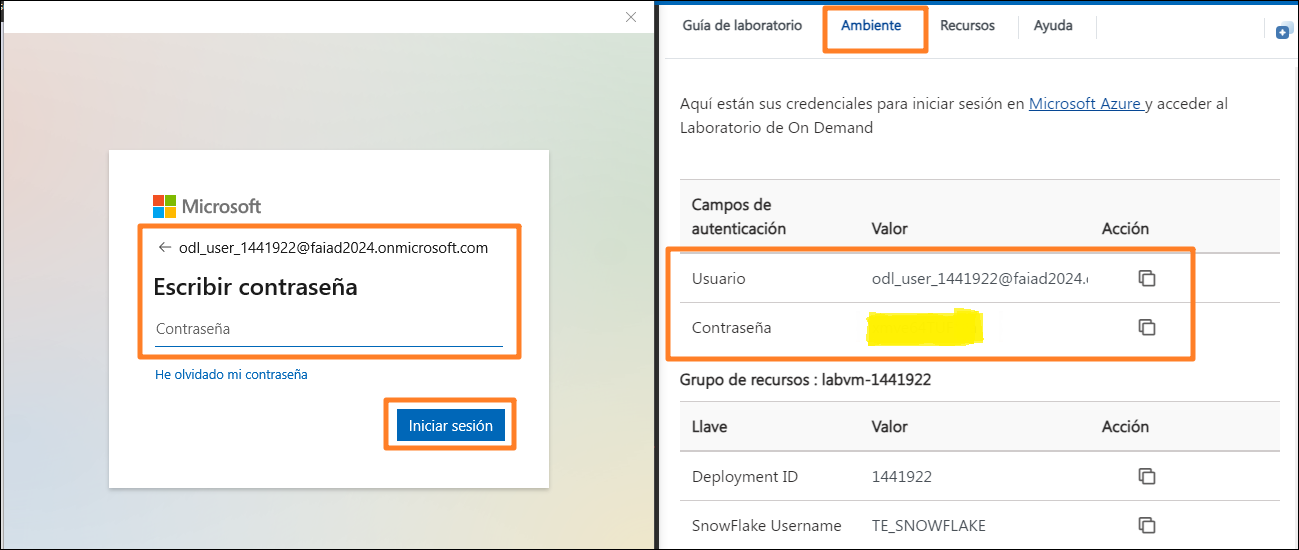 Microsoft
odl_user_1441922@faiad2024.onmicrosoft.com
Escribir contraseña
Contraseña
He olvidado mi contraseña
Iniciar sesión
Guía de laboratorio
Ambiente
Recursos
Ayuda
Aquí están sus credenciales para iniciar sesión en Microsoft Azure y acceder al
Laboratorio de On Demand
Campos de
autenticación
Valor
Acción
Usuario
odl_user_1441922@faiad2024.
Contraseña
Grupo de recursos : labvm-1441922
Llave
Valor
Acción
Deployment ID
1441922
SnowFlake Username
TE_SNOWFLAKE